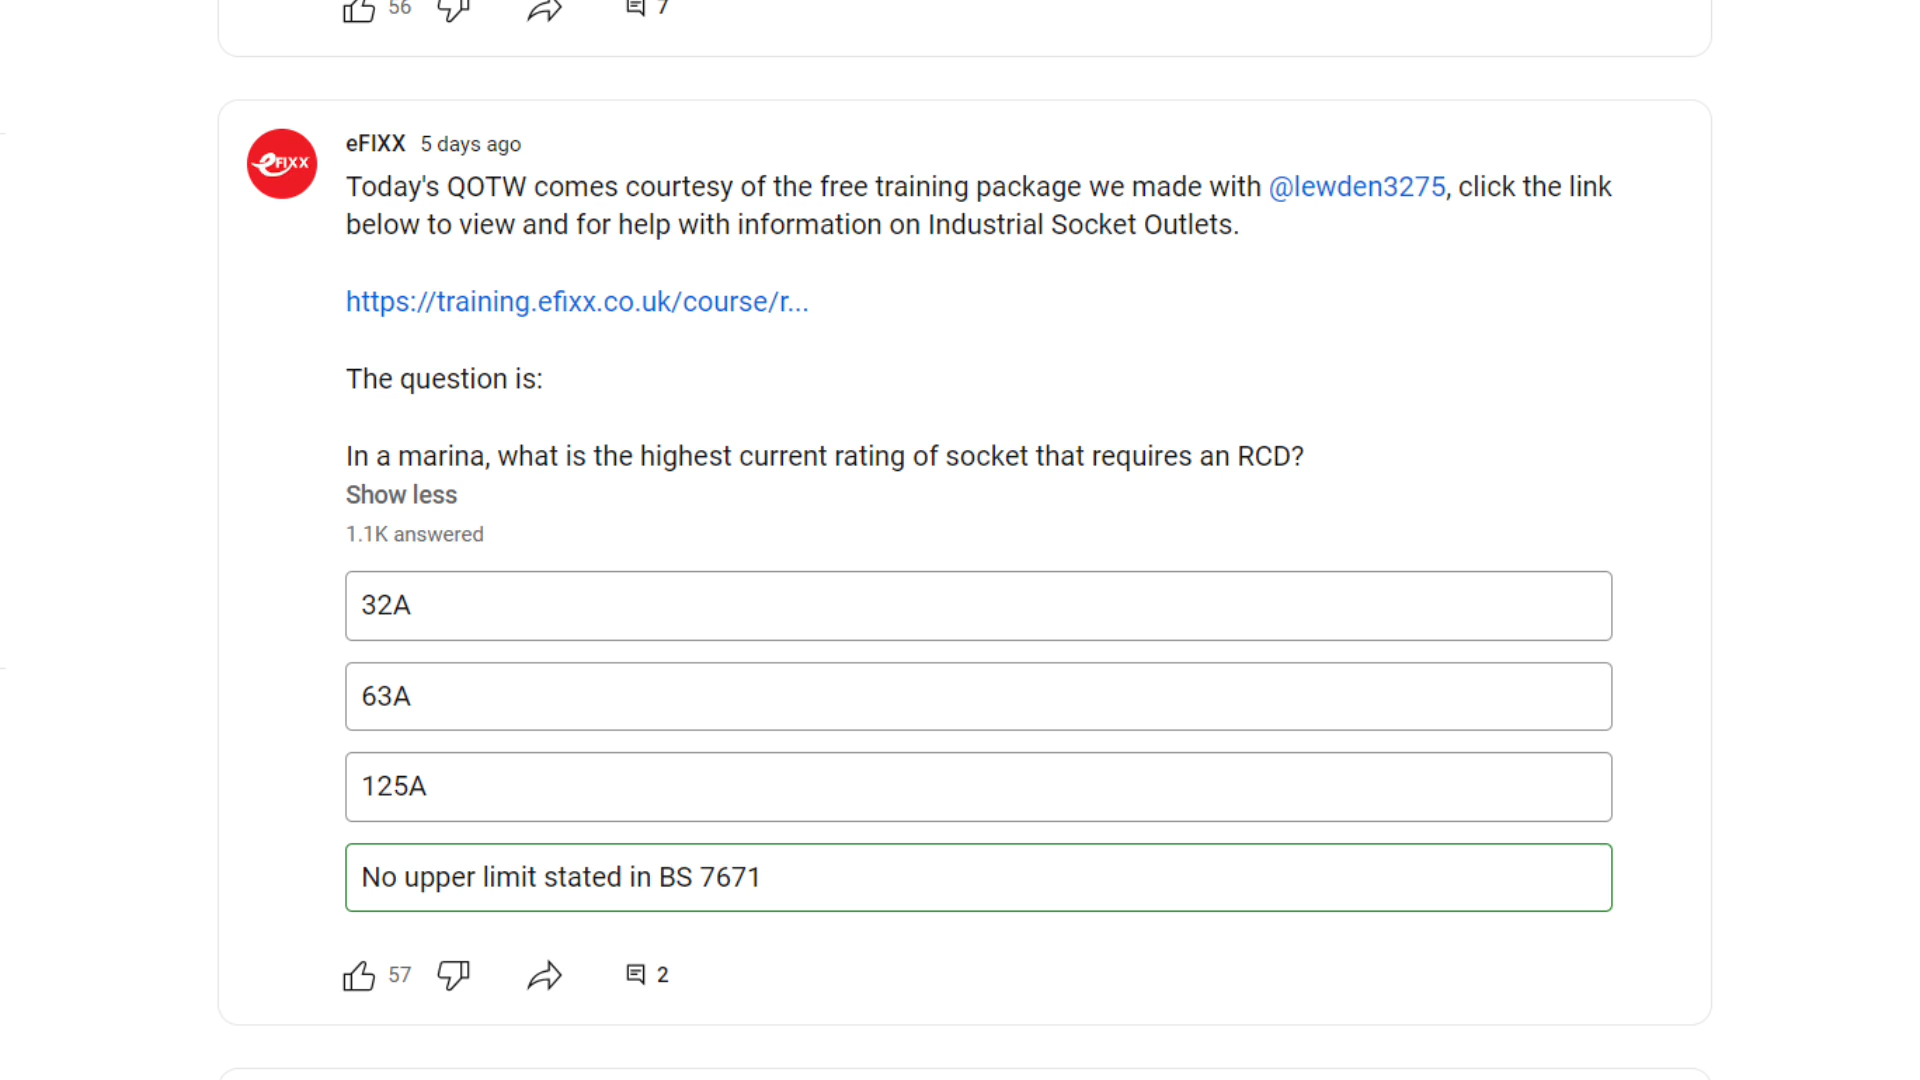 56
7
eFIXX
eFIXX 5 days ago
Today's QOTW comes courtesy of the free training package we made with @lewden3275, click the link
below to view and for help with information on Industrial Socket Outlets.
https://training.efixx.co.uk/course/r...
The question is:
In a marina, what is the highest current rating of socket that requires an RCD?
Show less
1.1K answered
32A
63A
125A
No upper limit stated in BS 7671
57
2